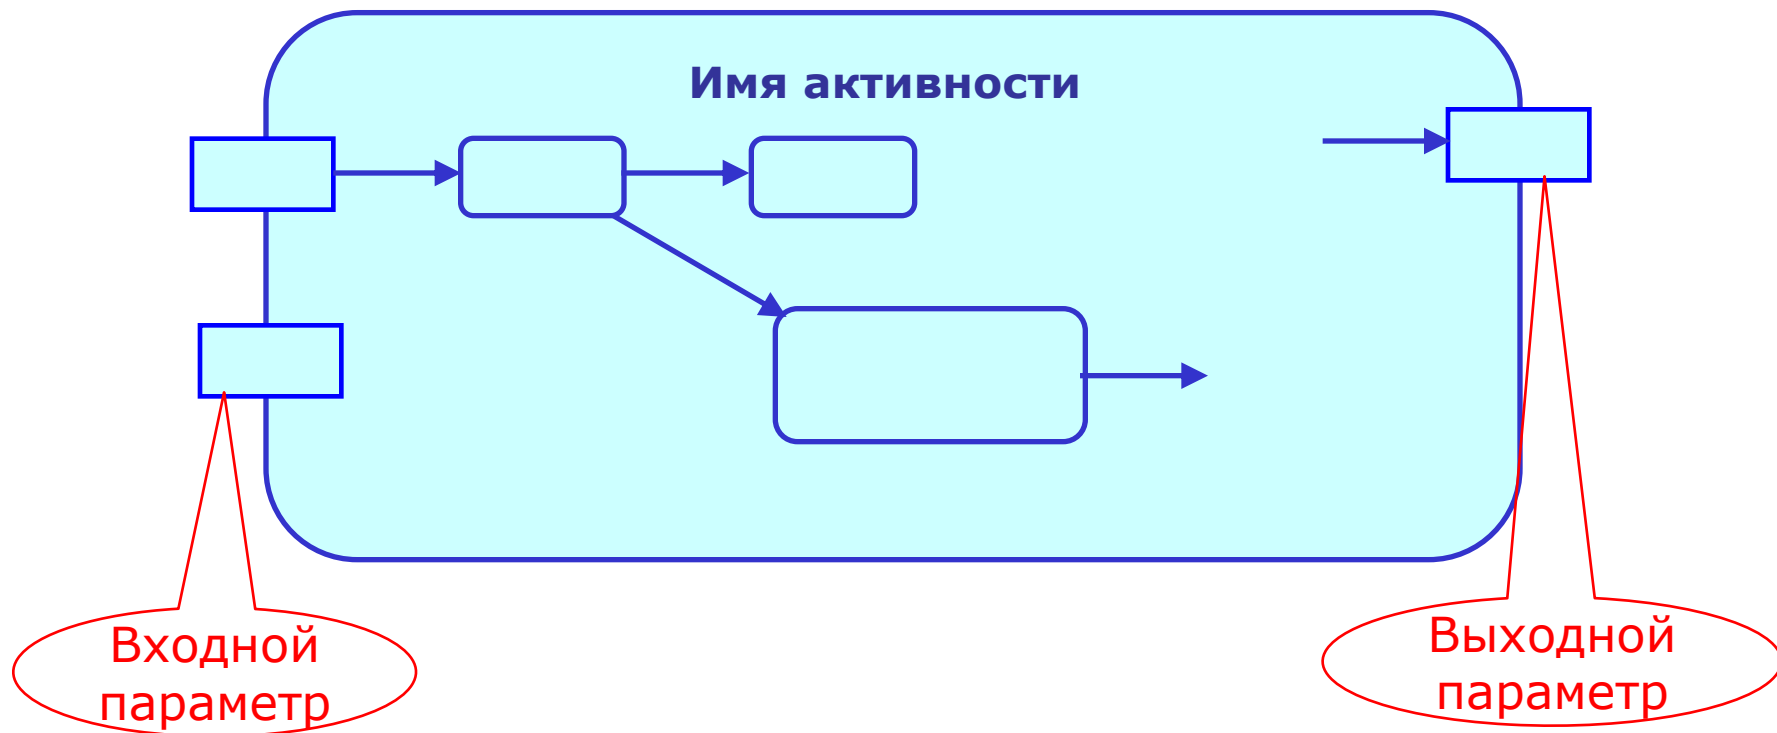 Имя активности
Входной
параметр
Выходной
параметр